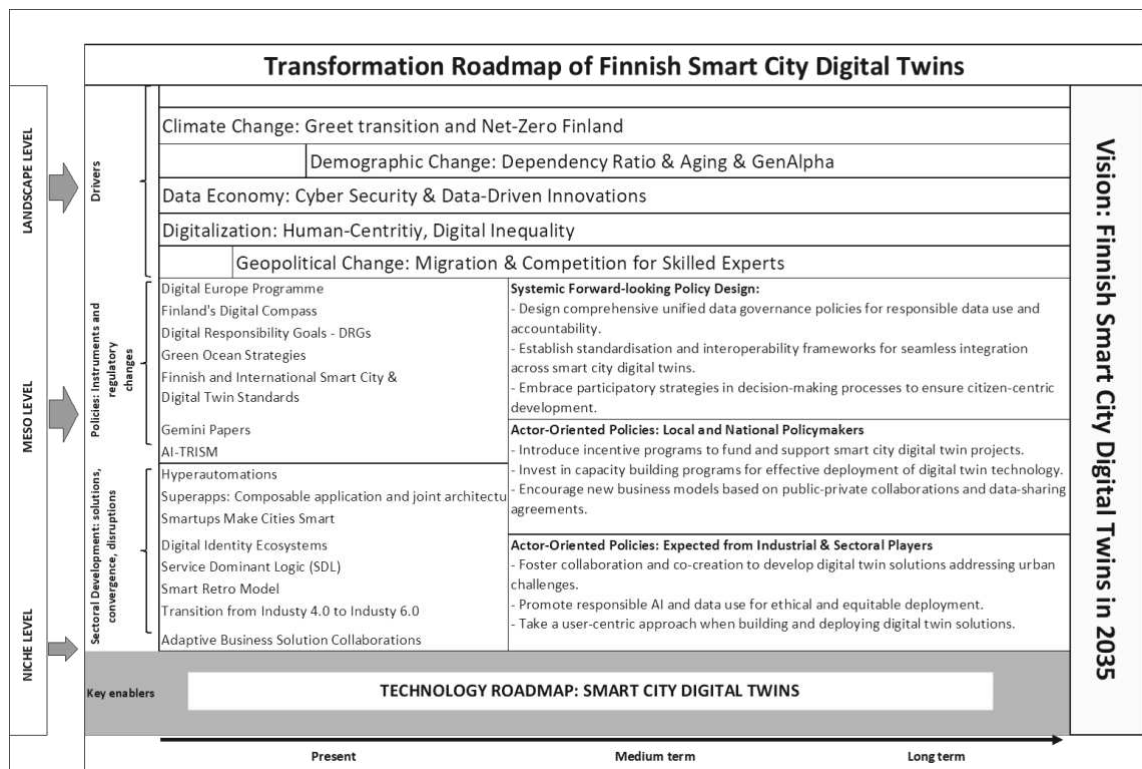 Transformation Roadmap of Finnish Smart City Digital Twins
LANDSCAPE LEVEL
Drivers
Climate Change: Greet transition and Net-Zero Finland
Demographic Change: Dependency Ratio & Aging & GenAlpha
Data Economy: Cyber Security & Data-Driven Innovations
Digitalization: Human-Centritiy, Digital Inequality
Geopolitical Change: Migration & Competition for Skilled Experts
MESO LEVEL
Policies: Instruments and
regulatory
changes
Digital Europe Programme
Finland's Digital Compass
Digital Responsibility Goals - DRGs
Green Ocean Strategies
Finnish and International Smart City &
Digital Twin Standards
Gemini Papers
AI-TRISM
Systemic Forward-looking Policy Design:
- Design comprehensive unified data governance policies for responsible data use and
accountability.
- Establish standardisation and interoperability frameworks for seamless integration
across smart city digital twins.
- Embrace participatory strategies in decision-making processes to ensure citizen-centric
development.
Actor-Oriented Policies: Local and National Policymakers
- Introduce incentive programs to fund and support smart city digital twin projects.
- Invest in capacity building programs for effective deployment of digital twin technology.
- Encourage new business models based on public-private collaborations and data-sharing
agreements.
NICHE LEVEL
Sectoral Development: solutions,
convergence, disruptions
Hyperautomations
Superapps: Composable application and joint architectu
Smartups Make Cities Smart
Digital Identity Ecosystems
Service Dominant Logic (SDL)
Smart Retro Model
Transition from Industy 4.0 to Industy 6.0
Adaptive Business Solution Collaborations
Actor-Oriented Policies: Expected from Industrial & Sectoral Players
- Foster collaboration and co-creation to develop digital twin solutions addressing urban
challenges.
- Promote responsible AI and data use for ethical and equitable deployment.
- Take a user-centric approach when building and deploying digital twin solutions.
Vision: Finnish Smart City Digital Twins in 2035
Key enablers
TECHNOLOGY ROADMAP: SMART CITY DIGITAL TWINS
Present
Medium term
Long term